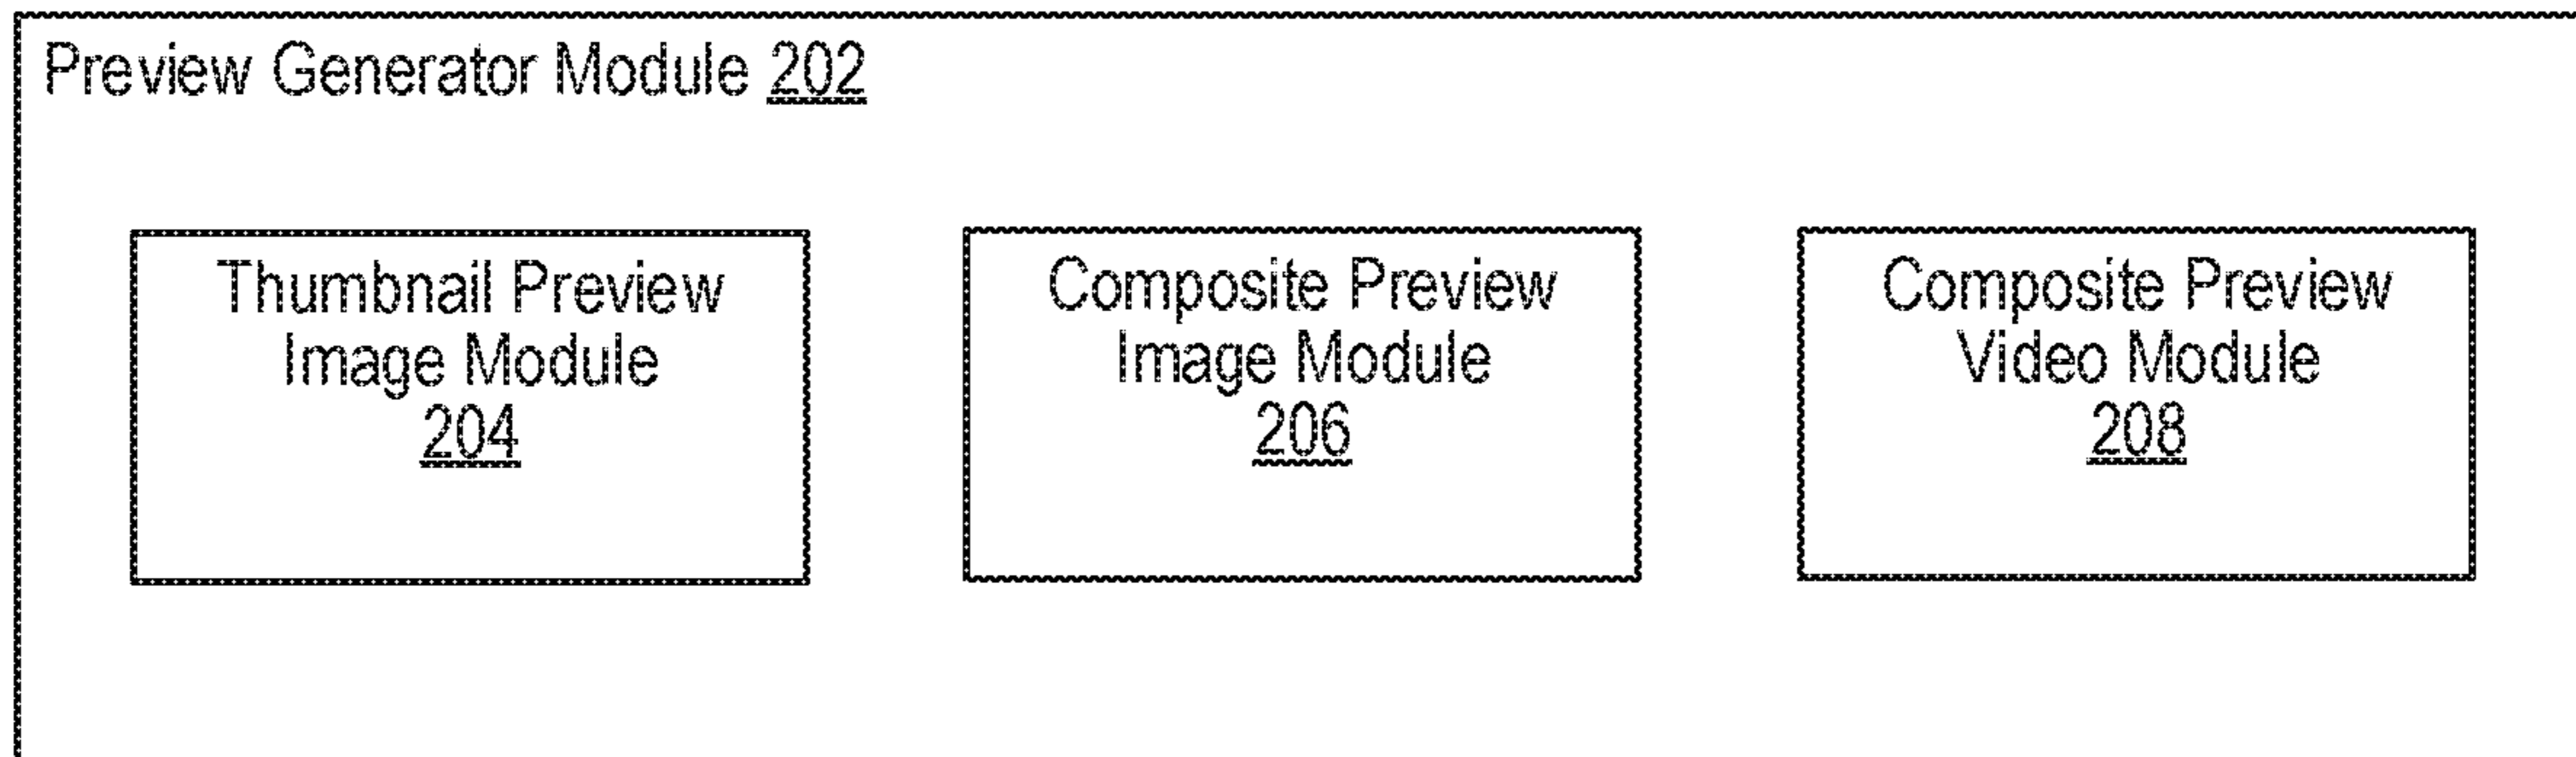 Preview Generator Module 202
Thumbnail Preview
Image Module
204
Composite Preview
Image Module
206
Composite Preview
Video Module
208